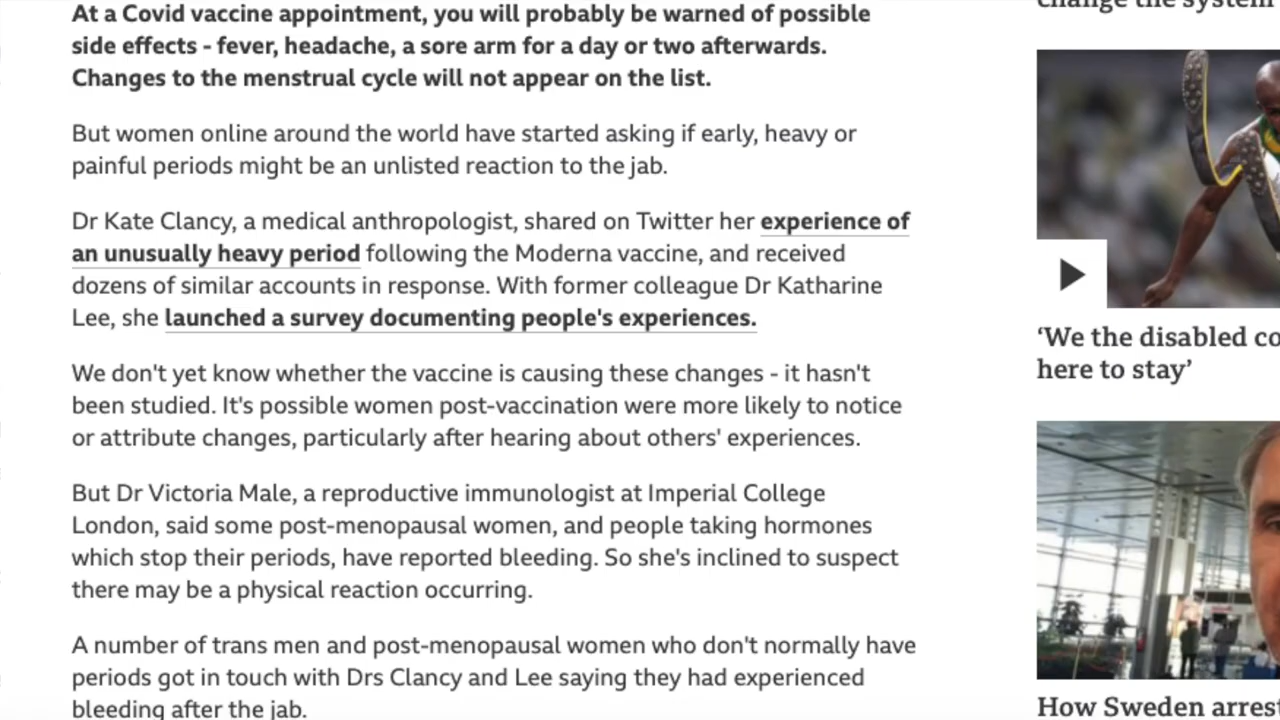 At a Covid vaccine appointment, you will probably be warned of possible
side effects - fever, headache, a sore arm for a day or two afterwards.
Changes to the menstrual cycle will not appear on the list.
But women online around the world have started asking if early, heavy or
painful periods might be an unlisted reaction to the jab.
Dr Kate Clancy, a medical anthropologist, shared on Twitter her experience of
an unusually heavy period following the Moderna vaccine, and received
dozens of similar accounts in response. With former colleague Dr Katharine
Lee, she launched a survey documenting people's experiences.
We don't yet know whether the vaccine is causing these changes - it hasn't
been studied. It's possible women post-vaccination were more likely to notice
or attribute changes, particularly after hearing about others' experiences.
But Dr Victoria Male, a reproductive immunologist at Imperial College
London, said some post-menopausal women, and people taking hormones
which stop their periods, have reported bleeding. So she's inclined to suspect
there may be a physical reaction occurring.
A number of trans men and post-menopausal women who don't normally have
periods got in touch with Drs Clancy and Lee saying they had experienced
bleeding after the jab.
change the system
‘We the disabled co
here to stay’
How Sweden arrest